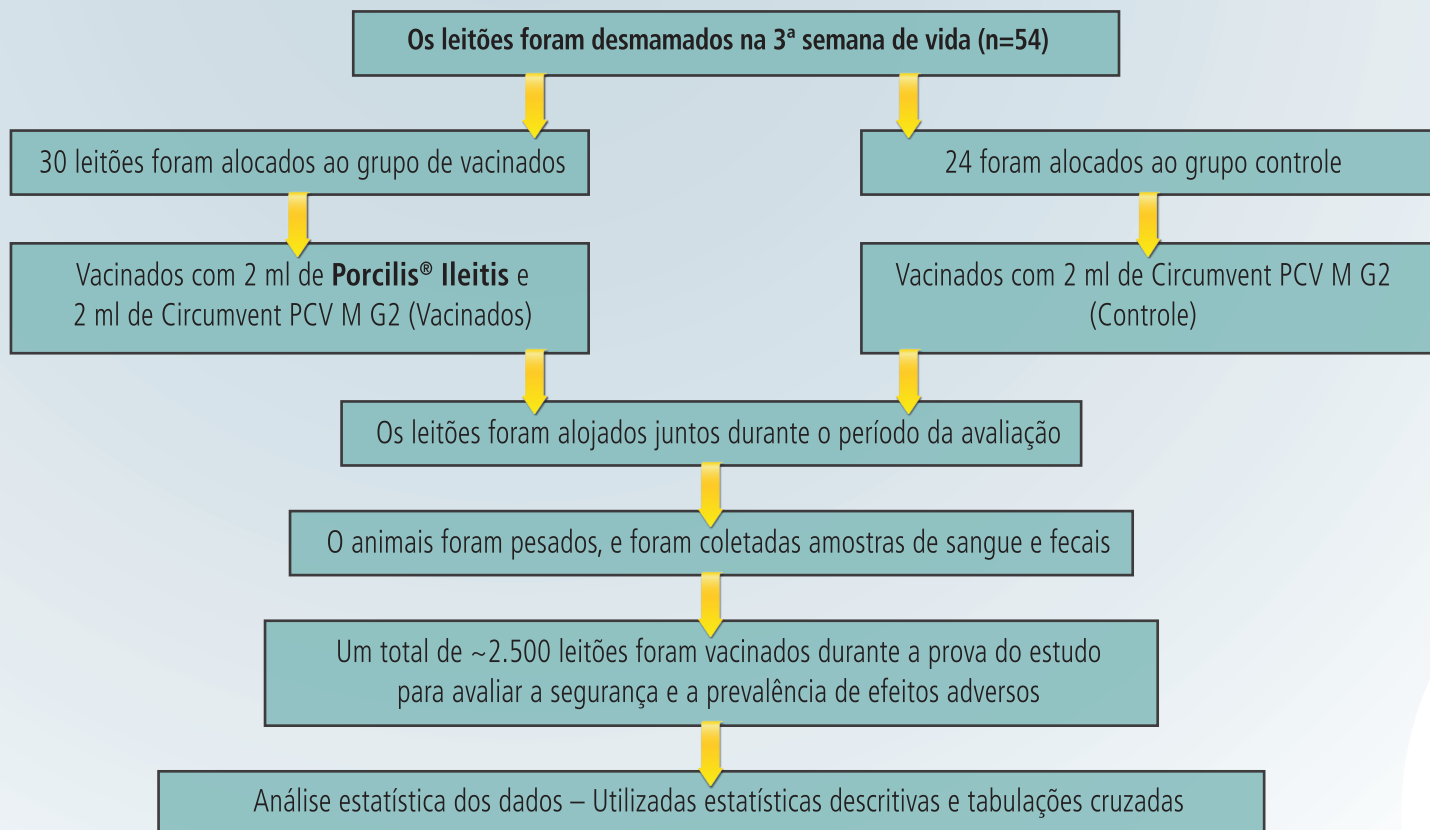 Os leitões foram desmamados na 3ª semana de vida (n=54)
30 leitões foram alocados ao grupo de vacinados
24 foram alocados ao grupo controle
Vacinados com 2 ml de Porcilis® Ileitis e
2 ml de Circumvent PCV M G2 (Vacinados)
Vacinados com 2 ml de Circumvent PCV M G2
(Controle)
Os leitões foram alojados juntos durante o período da avaliação
O animais foram pesados, e foram coletadas amostras de sangue e fecais
Um total de ~2.500 leitões foram vacinados durante a prova do estudo
para avaliar a segurança e a prevalência de efeitos adversos
Análise estatística dos dados – Utilizadas estatísticas descritivas e tabulações cruzadas